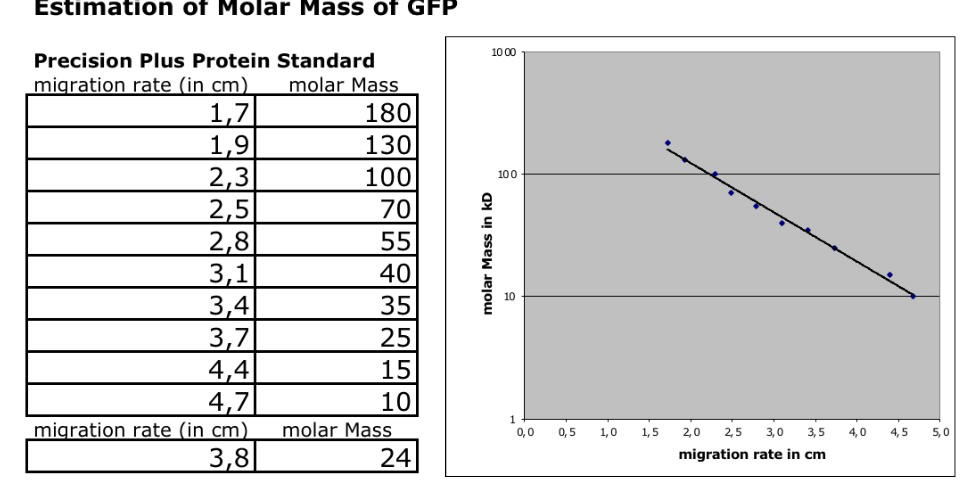 Estimation of Molar Mass of GFP
Precision Plus Protein Standard
migration rate (in cm) molar Mass
1,7 180
1,9 130
2,3 100
2,5 70
2,8 55
3,1 40
3,4 35
3,7 25
4,4 15
4,7 10
migration rate (in cm) molar Mass
3,8 24
molar Mass in kD
1000
100
10
1
0,0 0,5 1,0 1,5 2,0 2,5 3,0 3,5 4,0 4,5 5,0
migration rate in cm